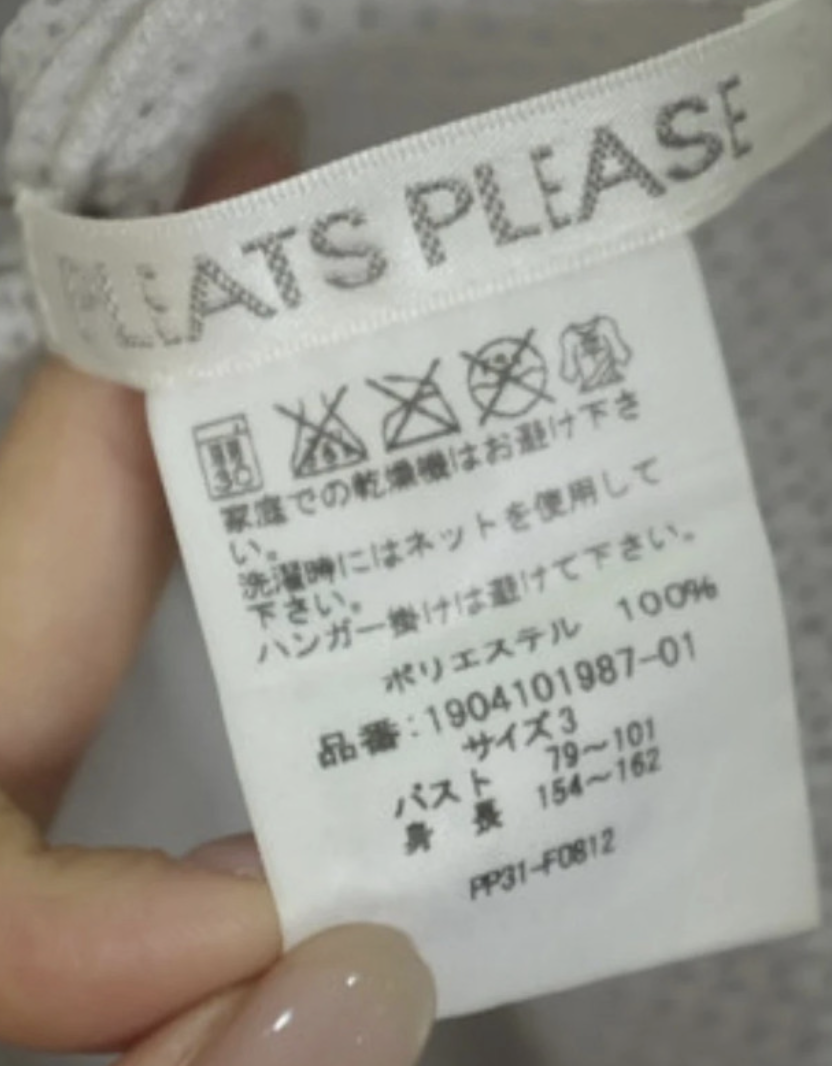 PLEATS PLEASE
30
家庭での乾燥機はお避け下さ
い。
洗濯時にはネットを使用して
下さい。
ハンガー掛けは避けて下さい。
ポリエステル 100%
品番:1904101987-01
サイズ3
バスト 79~101
身 長 154~162
PP31-F0812